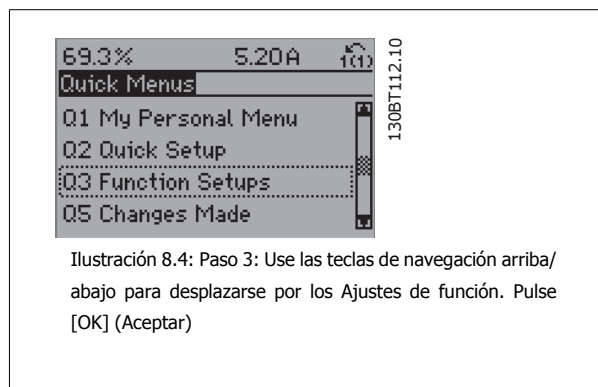 69.3% 5.20A 1(1)
Quick Menus
Q1 My Personal Menu
Q2 Quick Setup
Q3 Function Setups
Q5 Changes Made
130BT112.10
Ilustración 8.4: Paso 3: Use las teclas de navegación arriba/
abajo para desplazarse por los Ajustes de función. Pulse
[OK] (Aceptar)